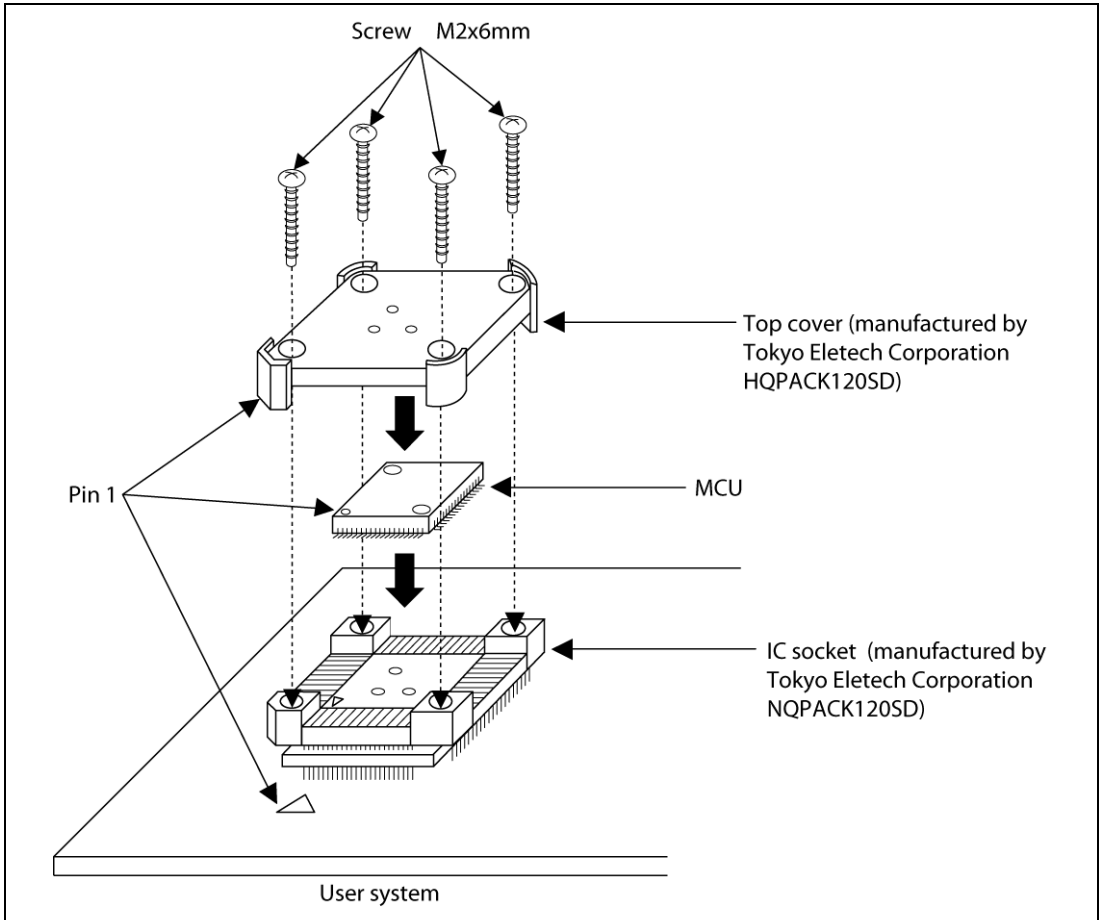 Screw M2x6mm
Top cover (manufactured by
Tokyo Eletech Corporation
HQPACK120SD)
Pin 1
MCU
IC socket (manufactured by
Tokyo Eletech Corporation
NQPACK120SD)
User system